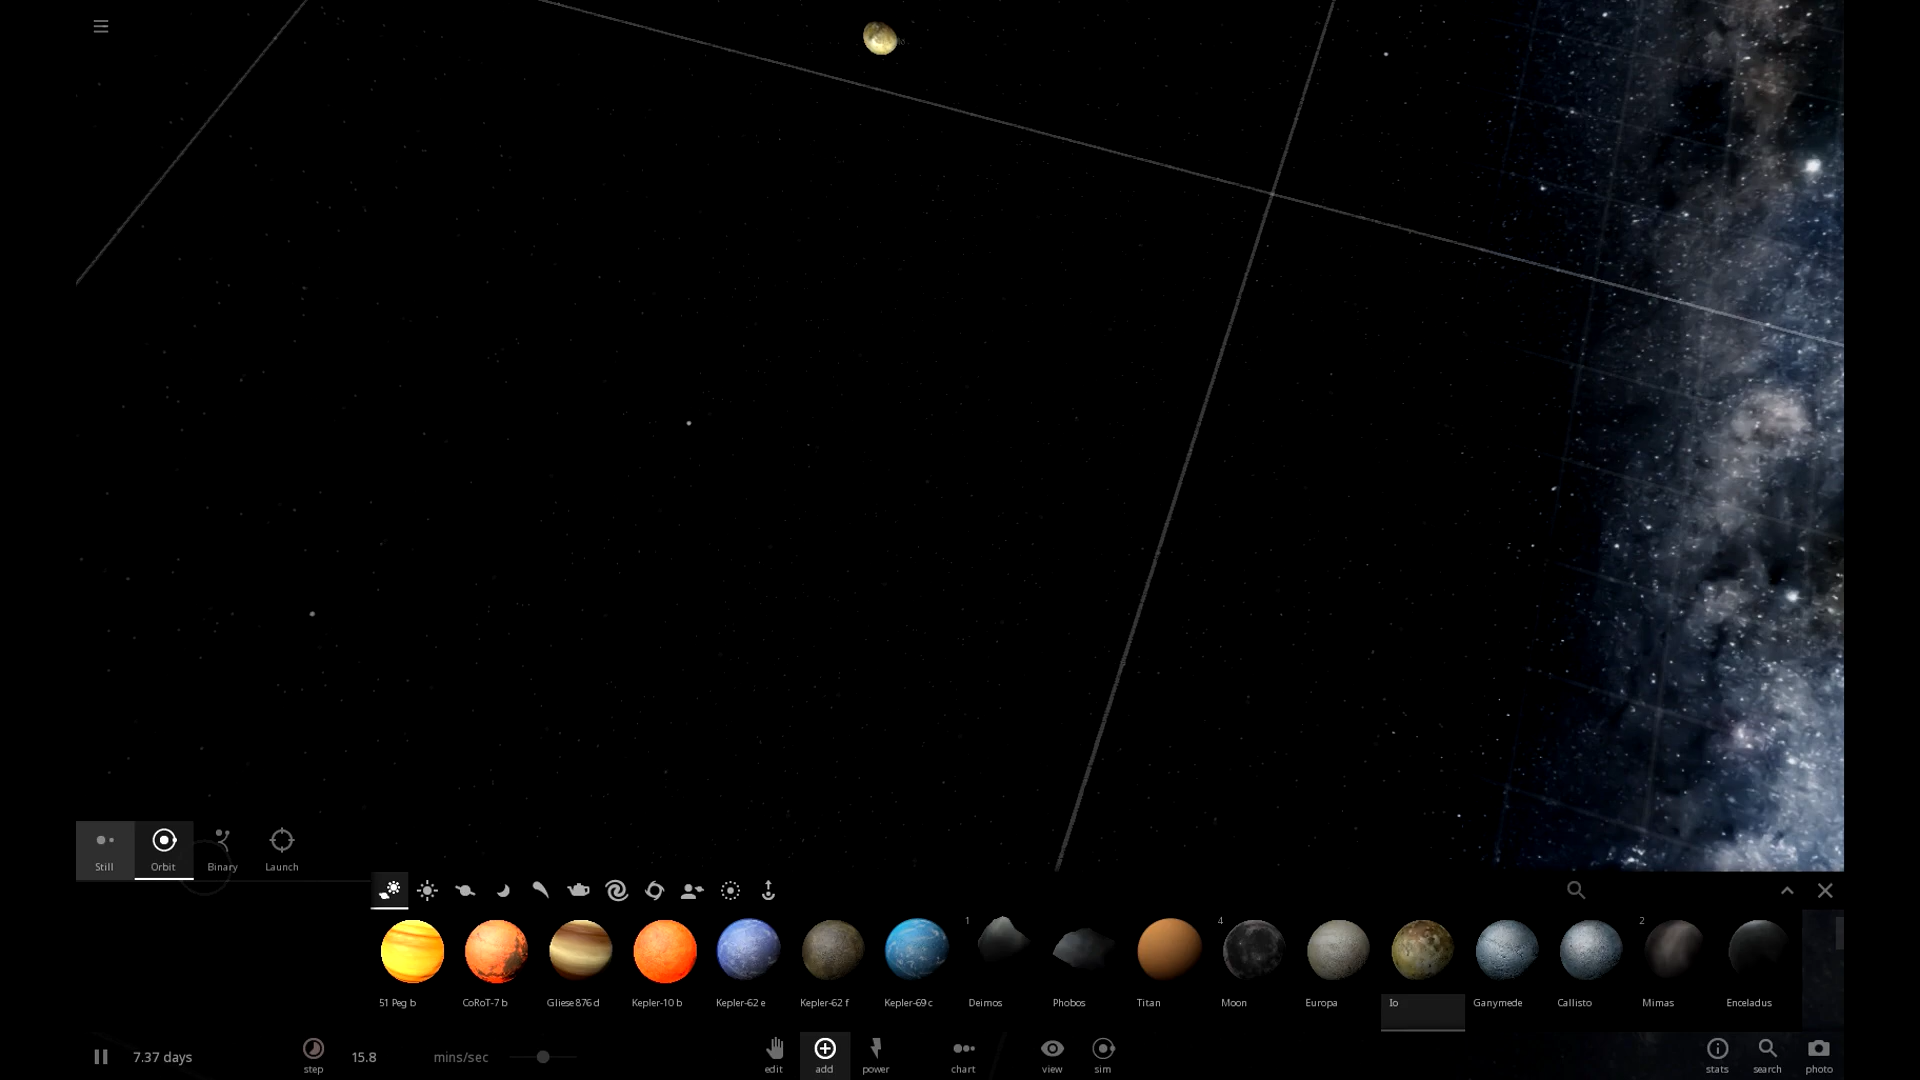 Still Orbit Binary Launch
1 4 2
51 Peg b CoRoT-7 b Gliese 876 d Kepler-10 b Kepler-62 e Kepler-62 f Kepler-69 c Deimos Phobos Titan Moon Europa Io Ganymede Callisto Mimas Enceladus
7.37 days 15.8 mins/sec
step edit add power chart view sim stats search photo